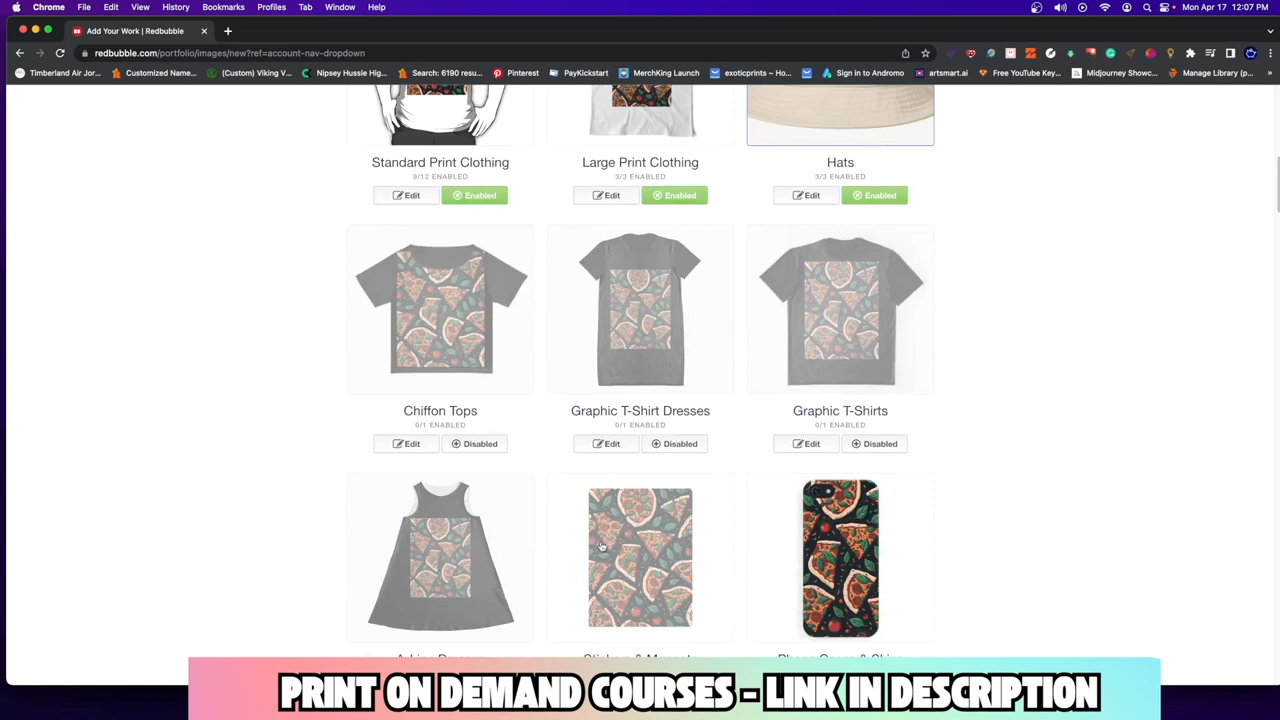 Chrome File Edit View History Bookmarks Profiles Tab Window Help Mon Apr 17 12:07 PM
Add Your Work | Redbubble
redbubble.com/portfolio/images/new?ref=account-nav-dropdown
Timberland Air Jor... Customized Name... (Custom) Viking V... Nipsey Hussle Hig... Search: 6190 resu... Pinterest PayKickstart MerchKing Launch exoticprints – Ho... Sign in to Andromo artsmart.ai Free YouTube Key... Midjourney Showc... Manage Library (p... »
Standard Print Clothing Large Print Clothing Hats
9/12 ENABLED 3/3 ENABLED 3/3 ENABLED
Edit Enabled Edit Enabled Edit Enabled
Chiffon Tops Graphic T-Shirt Dresses Graphic T-Shirts
0/1 ENABLED 0/1 ENABLED 0/1 ENABLED
Edit Disabled Edit Disabled Edit Disabled
PRINT ON DEMAND COURSES - LINK IN DESCRIPTION